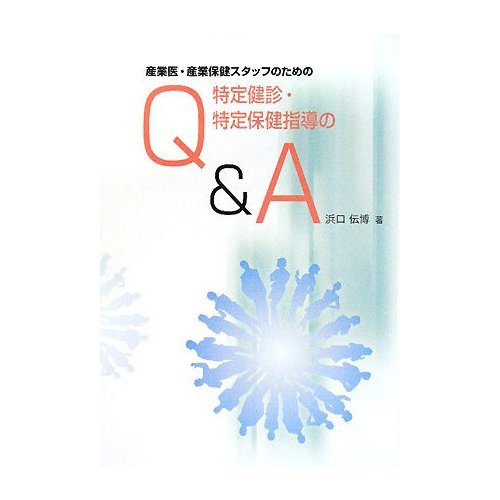 産業医・産業保健スタッフのための
特定健診・
特定保健指導の
Q
&A
浜口 伝博 著